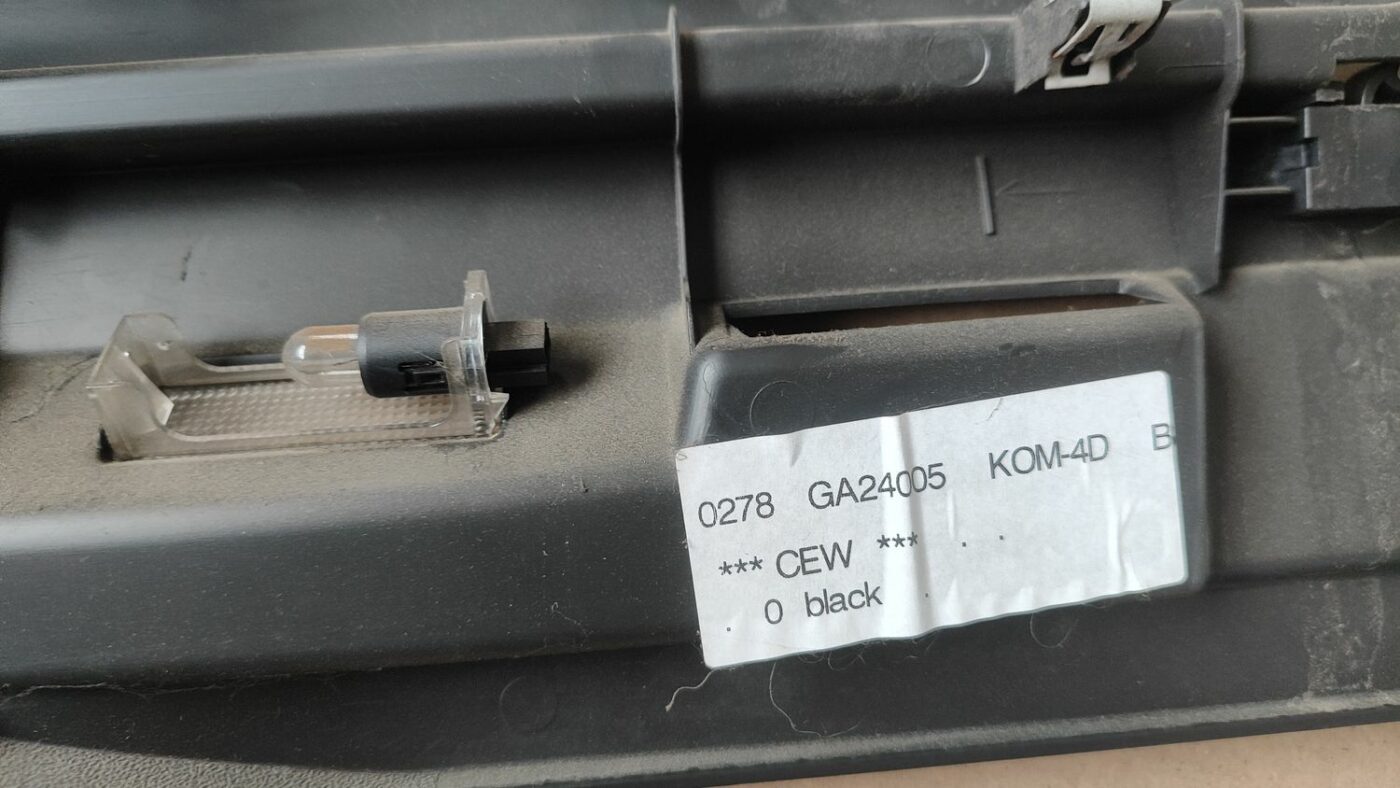 0278 GA24005 KOM-4D B
*** CEW *** . .
. 0 black .